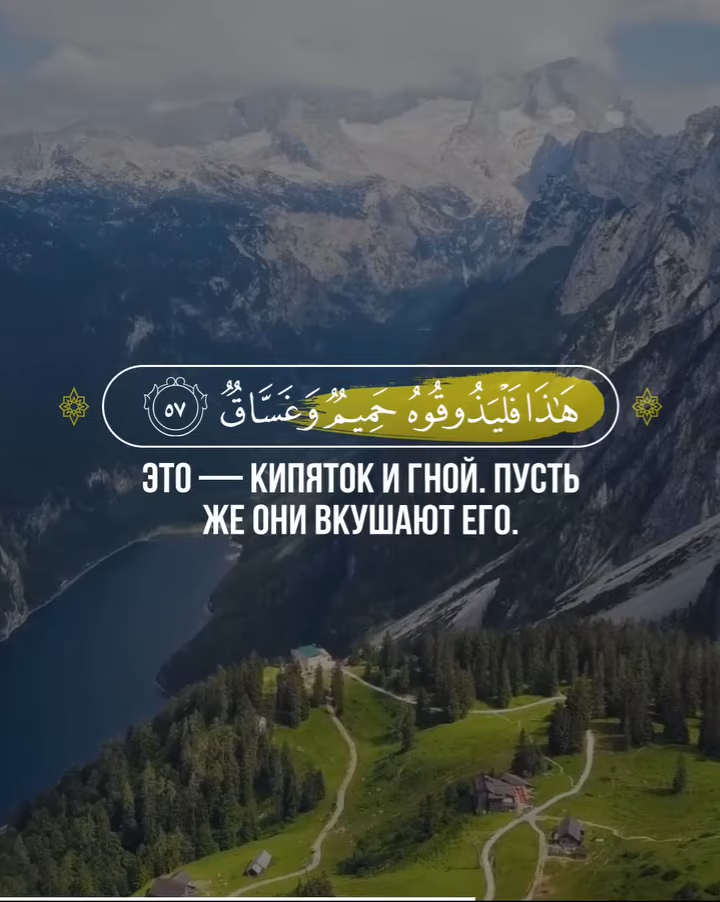 هَٰذَا فَلْيَذُوقُوهُ حَمِيمٌ وَغَسَّاقٌ ٥٧
ЭТО — КИПЯТОК И ГНОЙ. ПУСТЬ
ЖЕ ОНИ ВКУШАЮТ ЕГО.